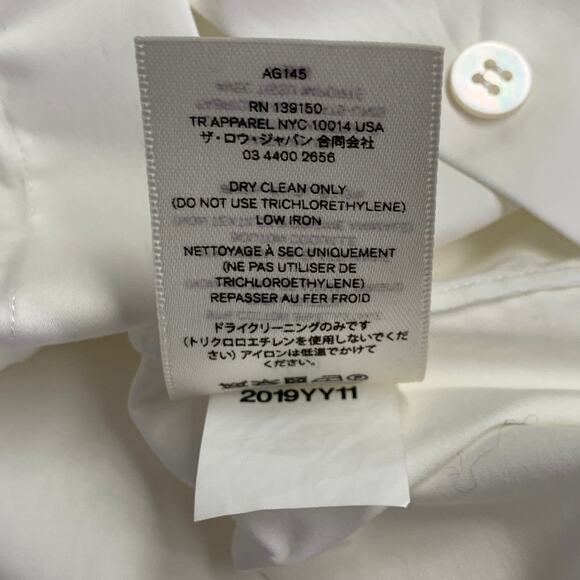 AG145
RN 139150
TR APPAREL NYC 10014 USA
ザ・ロウ・ジャパン 合同会社
03 4400 2656
DRY CLEAN ONLY
(DO NOT USE TRICHLORETHYLENE)
LOW IRON
NETTOYAGE À SEC UNIQUEMENT
(NE PAS UTILISER DE
TRICHLOROETHYLENE)
REPASSER AU FER FROID
ドライクリーニングのみです
(トリクロロエチレンを使用しないでくだ
さい) アイロンは低温でかけて
ください。
2019YY11